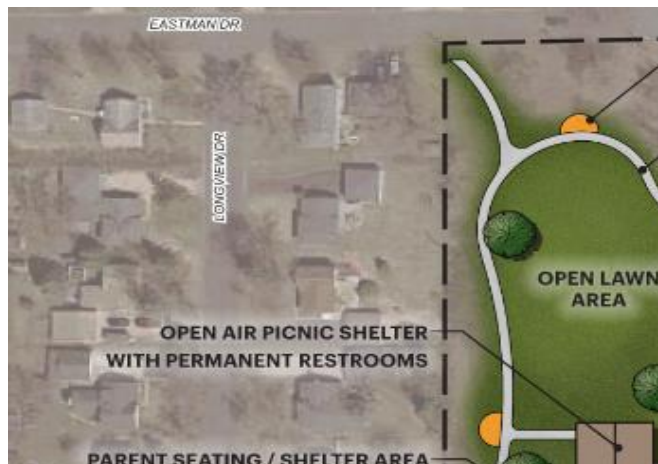 EASTMAN DR
LONGVIEW DR
OPEN LAWN
AREA
OPEN AIR PICNIC SHELTER
WITH PERMANENT RESTROOMS
PARENT SEATING / SHELTER AREA